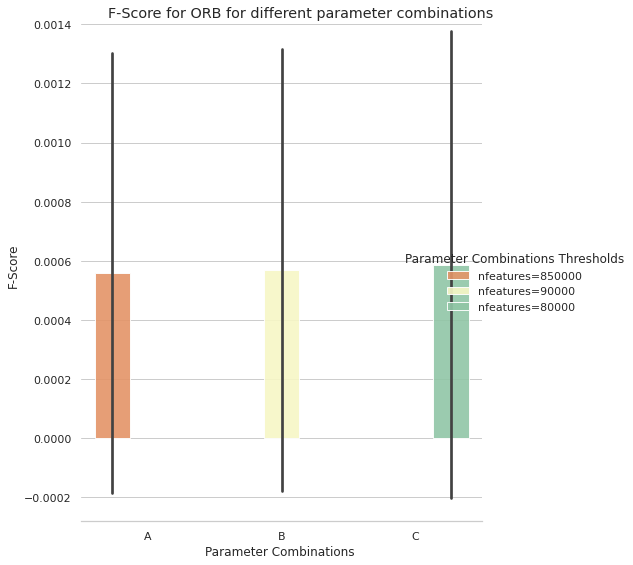 F-Score for ORB for different parameter combinations
0.0014
0.0012
0.0010
0.0008
0.0006
0.0004
0.0002
0.0000
−0.0002
F-Score
A B C
Parameter Combinations
Parameter Combinations Thresholds
nfeatures=850000
nfeatures=90000
nfeatures=80000